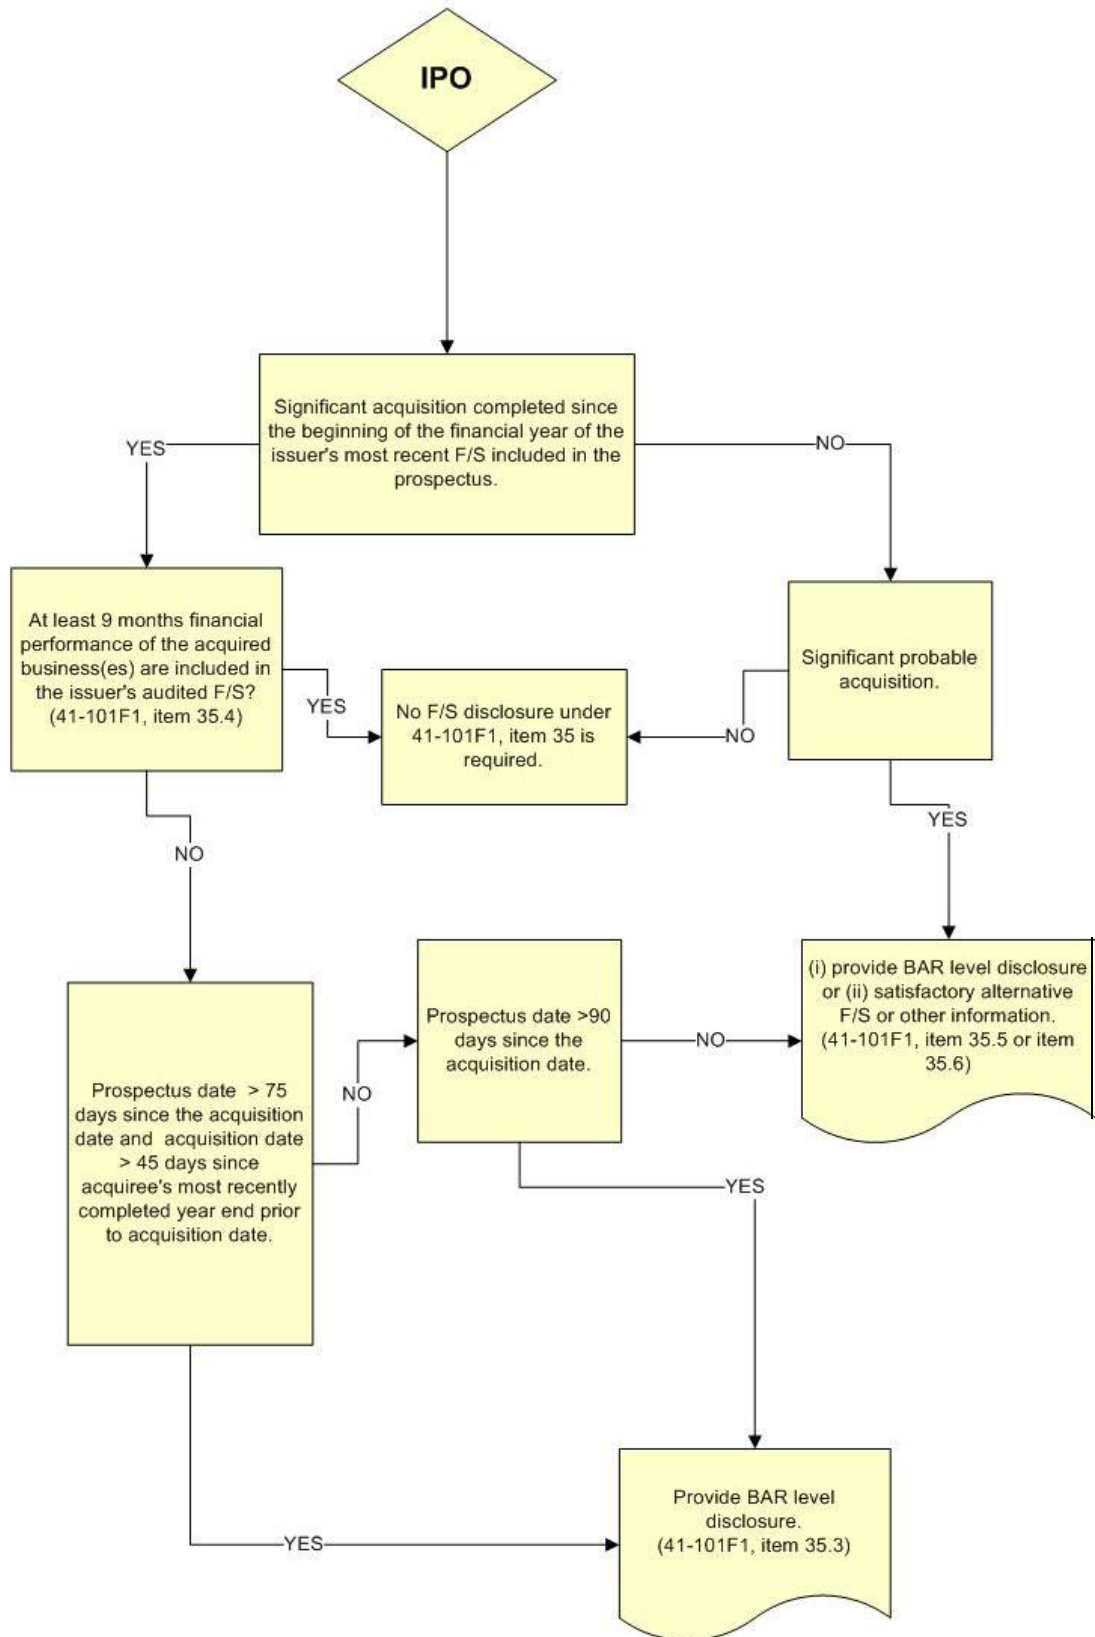 IPO
Significant acquisition completed since
the beginning of the financial year of the
issuer's most recent F/S included in the
prospectus.
YES
NO
At least 9 months financial
performance of the acquired
business(es) are included in
the issuer's audited F/S?
(41-101F1, item 35.4)
YES
No F/S disclosure under
41-101F1, item 35 is
required.
NO
Significant probable
acquisition.
YES
NO
Prospectus date > 75
days since the acquisition
date and acquisition date
> 45 days since
acquiree's most recently
completed year end prior
to acquisition date.
NO
Prospectus date >90
days since the
acquisition date.
NO
(i) provide BAR level disclosure
or (ii) satisfactory alternative
F/S or other information.
(41-101F1, item 35.5 or item
35.6)
YES
YES
Provide BAR level
disclosure.
(41-101F1, item 35.3)